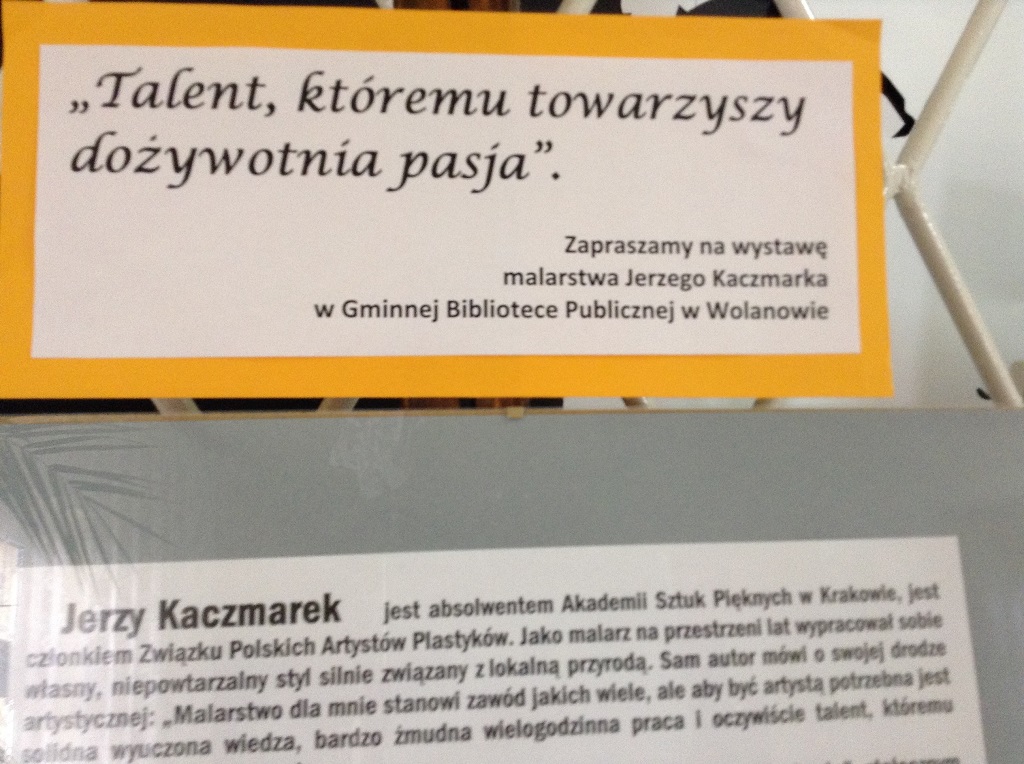 „Talent, któremu towarzyszy
dożywotnia pasja”.
Zapraszamy na wystawę
malarstwa Jerzego Kaczmarka
w Gminnej Bibliotece Publicznej w Wolanowie
Jerzy Kaczmarek jest absolwentem Akademii Sztuk Pięknych w Krakowie, jest
członkiem Związku Polskich Artystów Plastyków. Jako malarz na przestrzeni lat wypracował sobie
własny, niepowtarzalny styl silnie związany z lokalną przyrodą. Sam autor mówi o swojej drodze
artystycznej: „Malarstwo dla mnie stanowi zawód jakich wiele, ale aby być artystą potrzebna jest
solidna wyuczona wiedza, bardzo żmudna wielogodzinna praca i oczywiście talent, któremu